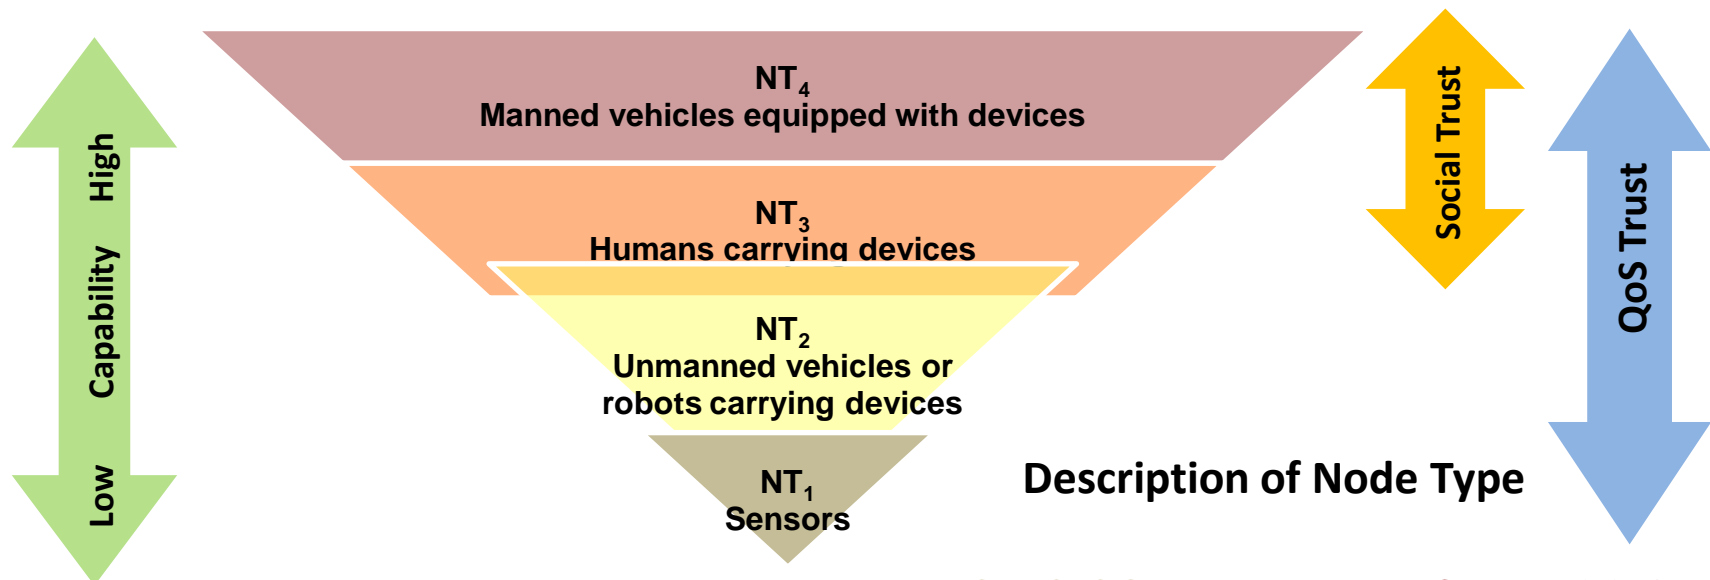 NT4
Manned vehicles equipped with devices
NT3
Humans carrying devices
NT2
Unmanned vehicles or
robots carrying devices
NT1
Sensors
Low Capability High
Social Trust
QoS Trust
Description of Node Type